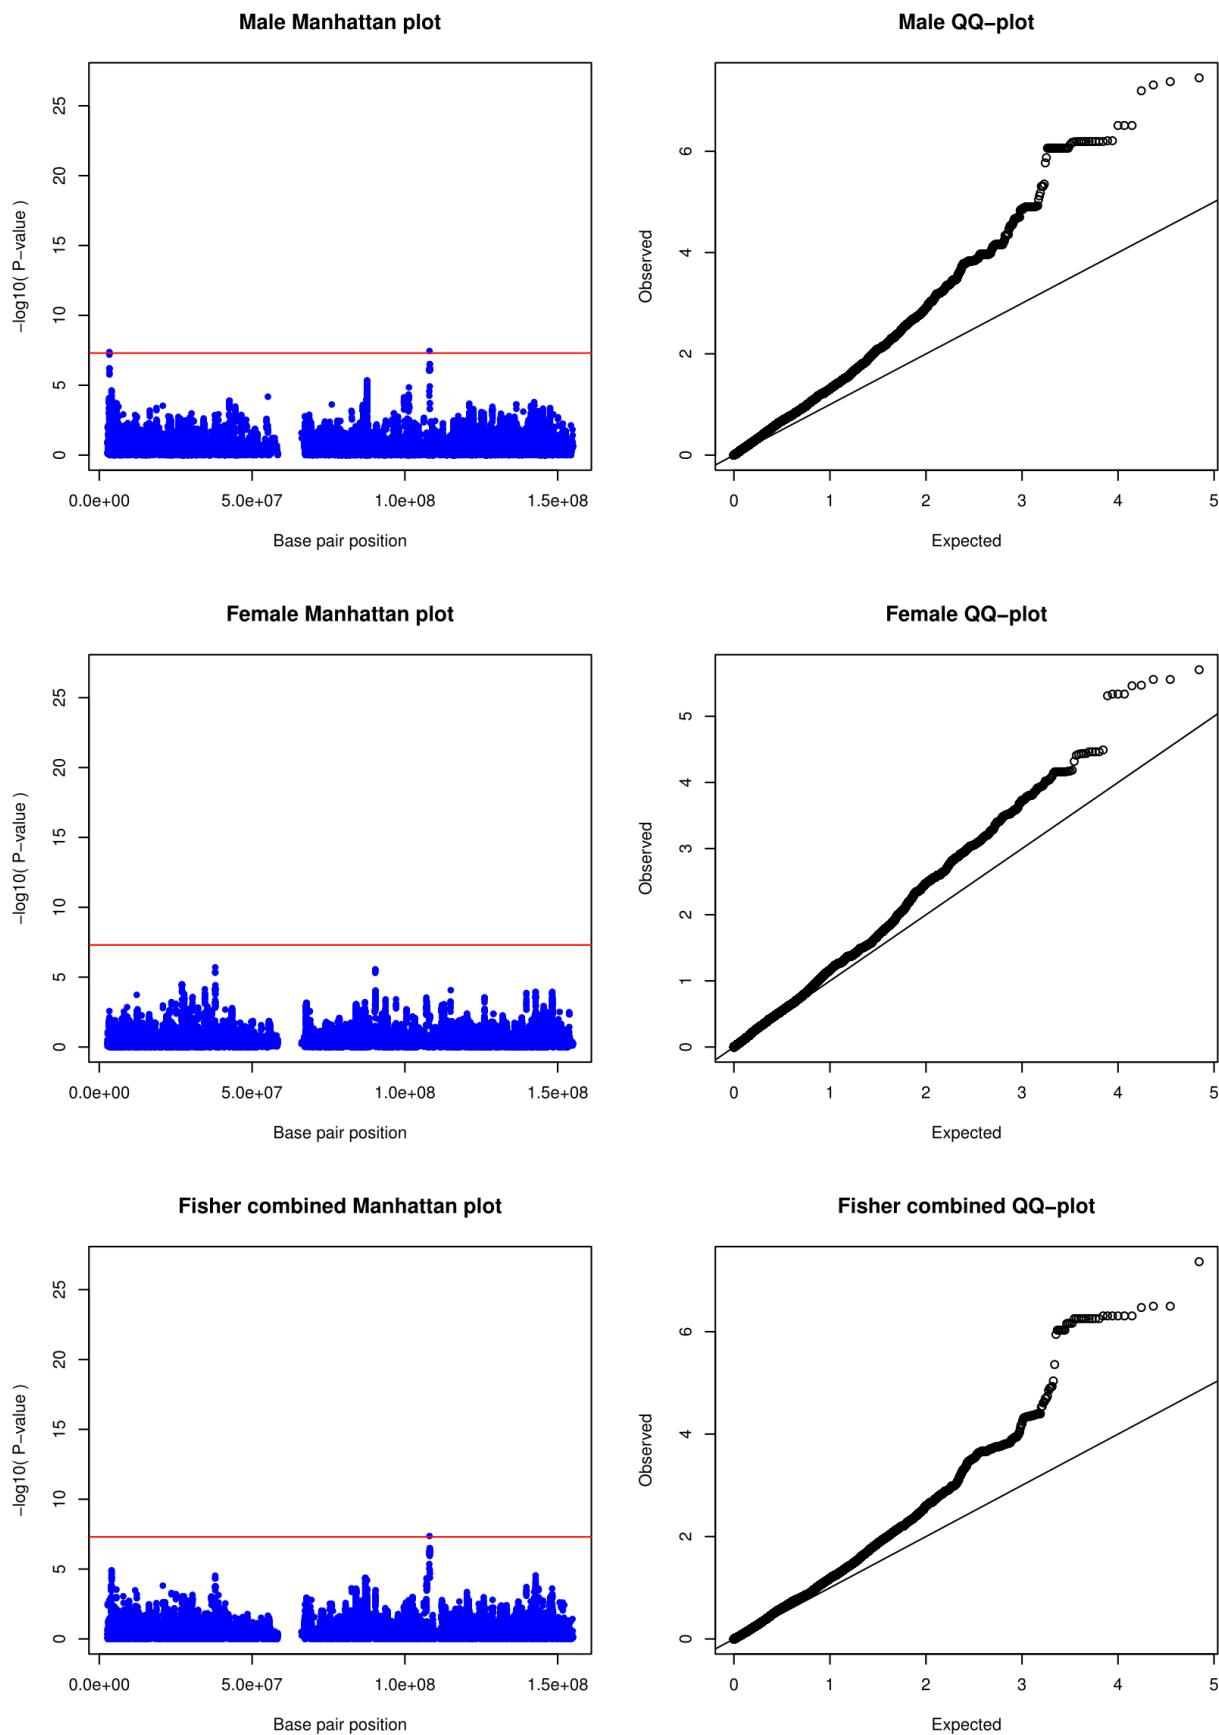 Male Manhattan plot
−log10( P−value )
25
20
15
10
5
0
0.0e+00 5.0e+07 1.0e+08 1.5e+08
Base pair position
Male QQ−plot
Observed
6
4
2
0
0 1 2 3 4 5
Expected
Female Manhattan plot
−log10( P−value )
25
20
15
10
5
0
0.0e+00 5.0e+07 1.0e+08 1.5e+08
Base pair position
Female QQ−plot
Observed
5
4
3
2
1
0
0 1 2 3 4 5
Expected
Fisher combined Manhattan plot
−log10( P−value )
25
20
15
10
5
0
0.0e+00 5.0e+07 1.0e+08 1.5e+08
Base pair position
Fisher combined QQ−plot
Observed
6
4
2
0
0 1 2 3 4 5
Expected